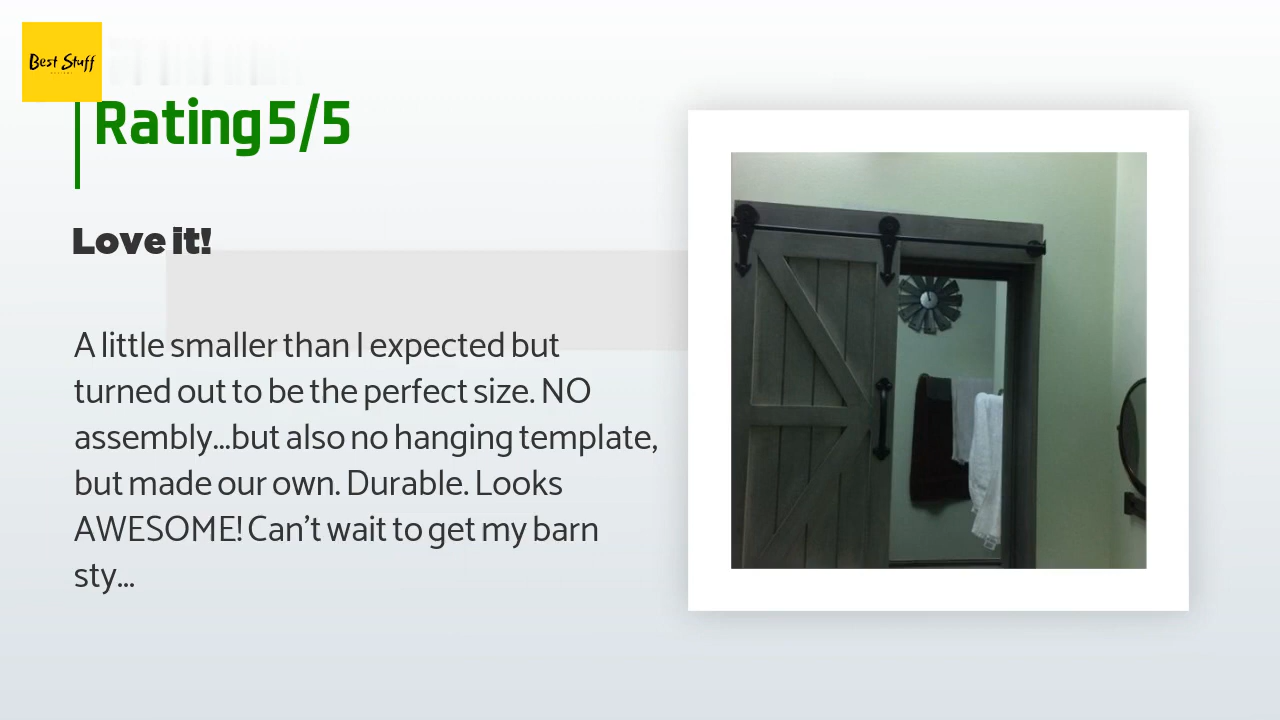 Best Stuff
Rating 5/5
Love it!
A little smaller than I expected but
turned out to be the perfect size. NO
assembly...but also no hanging template,
but made our own. Durable. Looks
AWESOME! Can't wait to get my barn
sty...